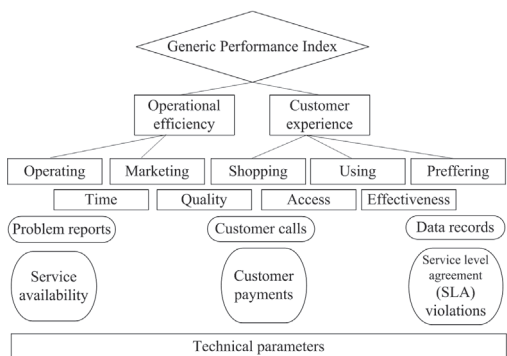 Generic Performance Index
Operational
efficiency
Customer
experience
Operating
Marketing
Shopping
Using
Preffering
Time
Quality
Access
Effectiveness
Problem reports
Customer calls
Data records
Service
availability
Customer
payments
Service level
agreement
(SLA)
violations
Technical parameters